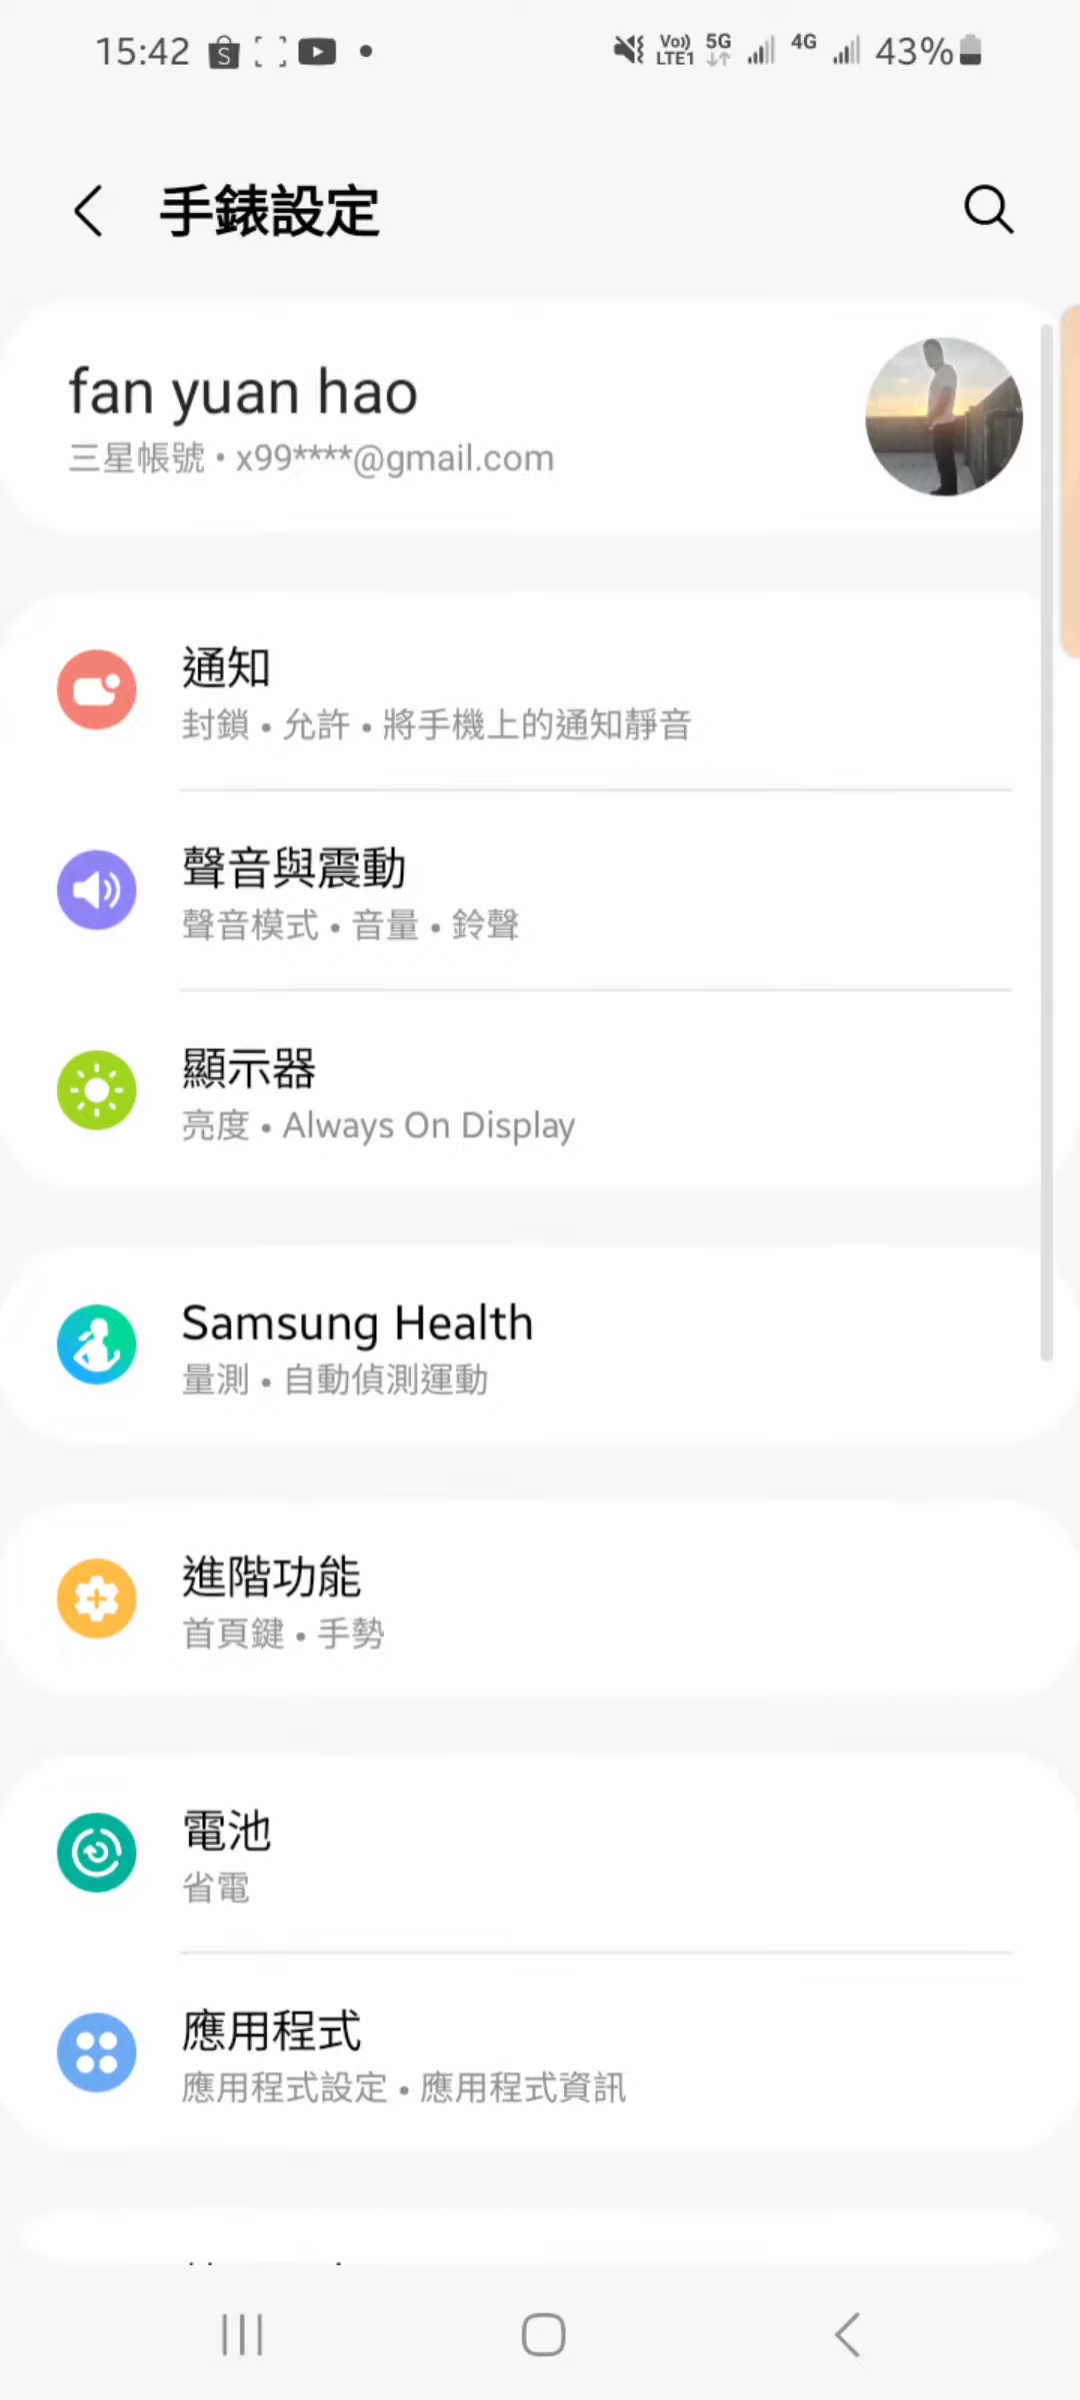 15:42
Vo)) LTE1 5G 4G 43%
手錶設定
fan yuan hao
三星帳號 • x99****@gmail.com
通知
封鎖 • 允許 • 將手機上的通知靜音
聲音與震動
聲音模式 • 音量 • 鈴聲
顯示器
亮度 • Always On Display
Samsung Health
量測 • 自動偵測運動
進階功能
首頁鍵 • 手勢
電池
省電
應用程式
應用程式設定 • 應用程式資訊